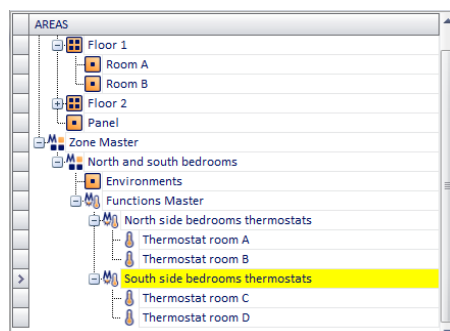 AREAS
Floor 1
Room A
Room B
Floor 2
Panel
Zone Master
North and south bedrooms
Environments
Functions Master
North side bedrooms thermostats
Thermostat room A
Thermostat room B
South side bedrooms thermostats
Thermostat room C
Thermostat room D